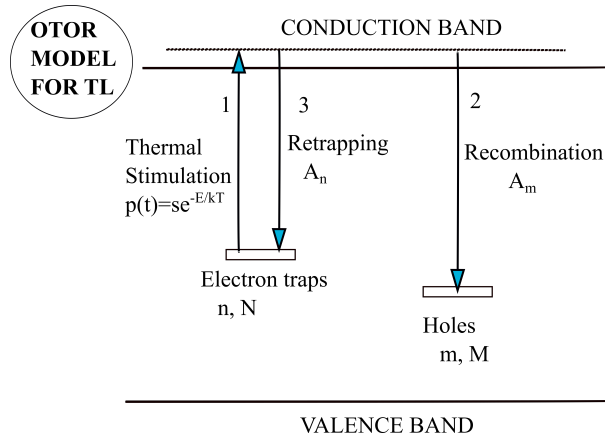 OTOR
MODEL
FOR TL
CONDUCTION BAND
1
3
2
Thermal
Stimulation
p(t)=se^-E/kT
Retrapping
A_n
Recombination
A_m
Electron traps
n, N
Holes
m, M
VALENCE BAND